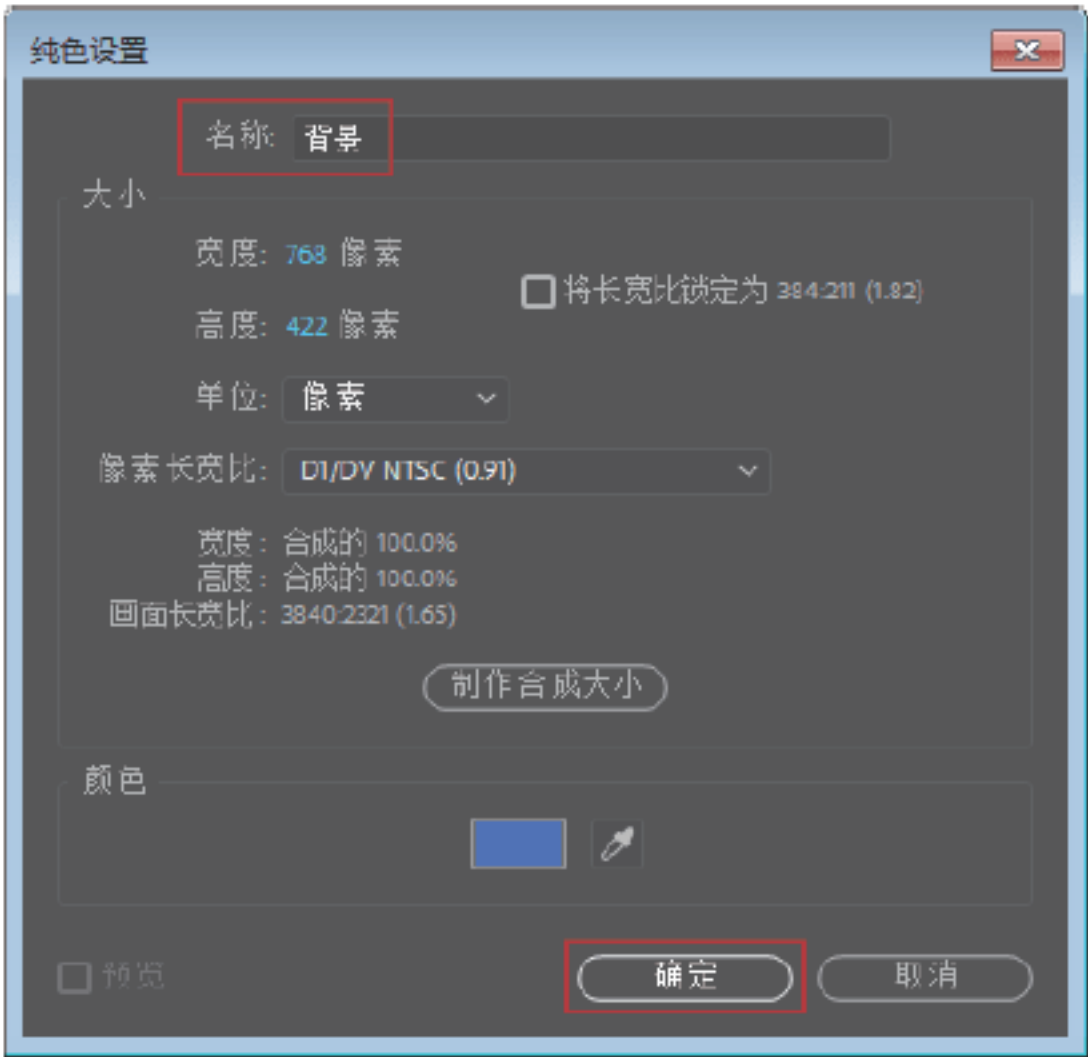 纯色设置
名称: 背景
大小
宽度: 768 像素
将长宽比锁定为 384:211 (1.82)
高度: 422 像素
单位: 像素
像素长宽比: D1/DV NTSC (0.91)
宽度: 合成的 100.0%
高度: 合成的 100.0%
画面长宽比: 3840:2321 (1.65)
制作合成大小
颜色
预览
确定
取消